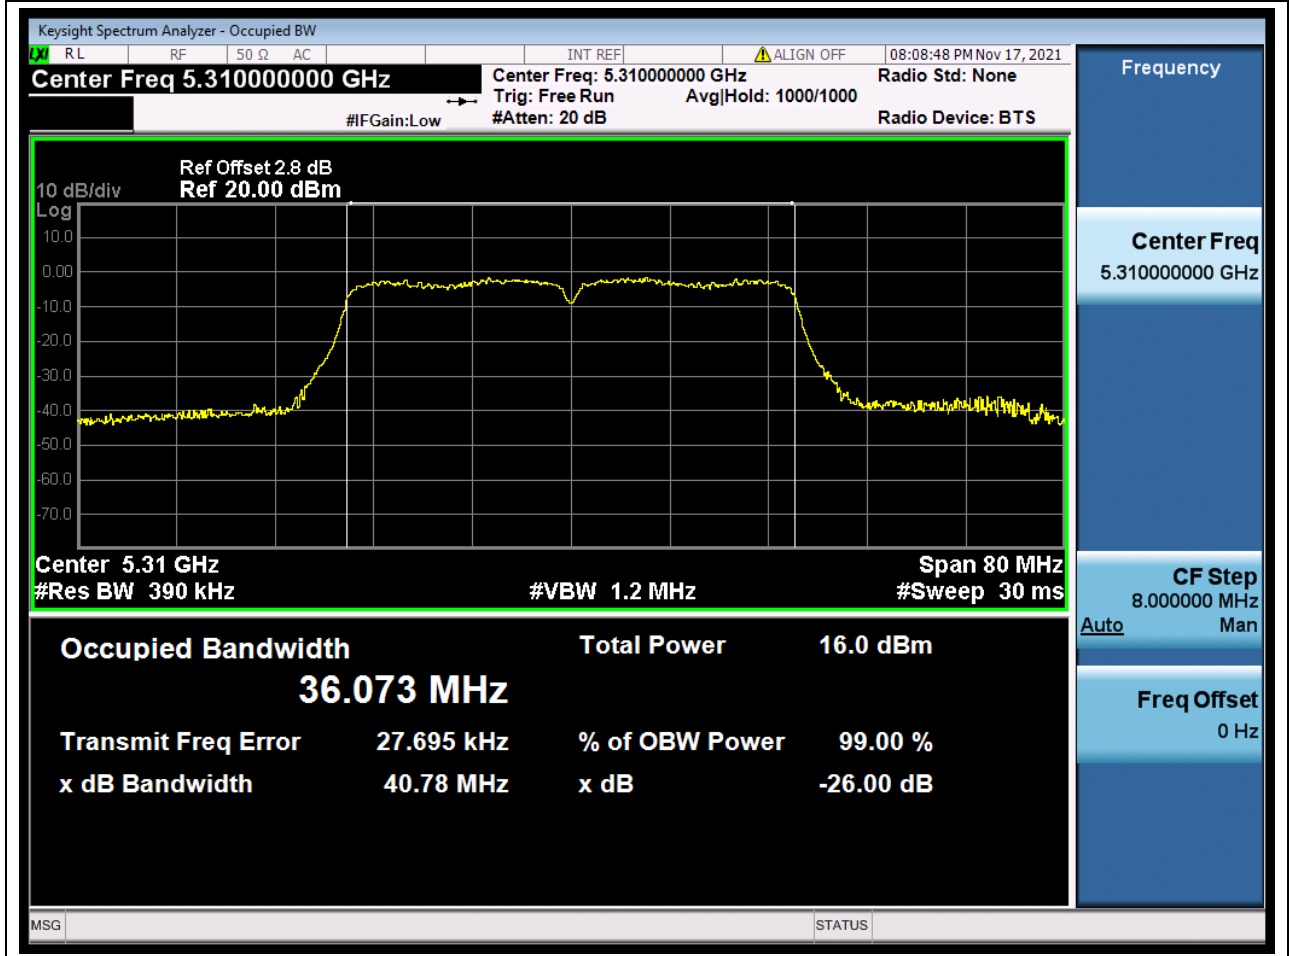 Keysight Spectrum Analyzer - Occupied BW
LXI RL RF 50 Ω AC INT REF ALIGN OFF 08:08:48 PM Nov 17, 2021
Center Freq 5.310000000 GHz
Center Freq: 5.310000000 GHz Radio Std: None
Trig: Free Run Avg|Hold: 1000/1000
#IFGain:Low #Atten: 20 dB Radio Device: BTS
Ref Offset 2.8 dB
10 dB/div Ref 20.00 dBm
Log
10.0
0.00
-10.0
-20.0
-30.0
-40.0
-50.0
-60.0
-70.0
Center 5.31 GHz Span 80 MHz
#Res BW 390 kHz #VBW 1.2 MHz #Sweep 30 ms
Occupied Bandwidth Total Power 16.0 dBm
36.073 MHz
Transmit Freq Error 27.695 kHz % of OBW Power 99.00 %
x dB Bandwidth 40.78 MHz x dB -26.00 dB
Frequency
Center Freq
5.310000000 GHz
CF Step
8.000000 MHz
Auto Man
Freq Offset
0 Hz
MSG STATUS